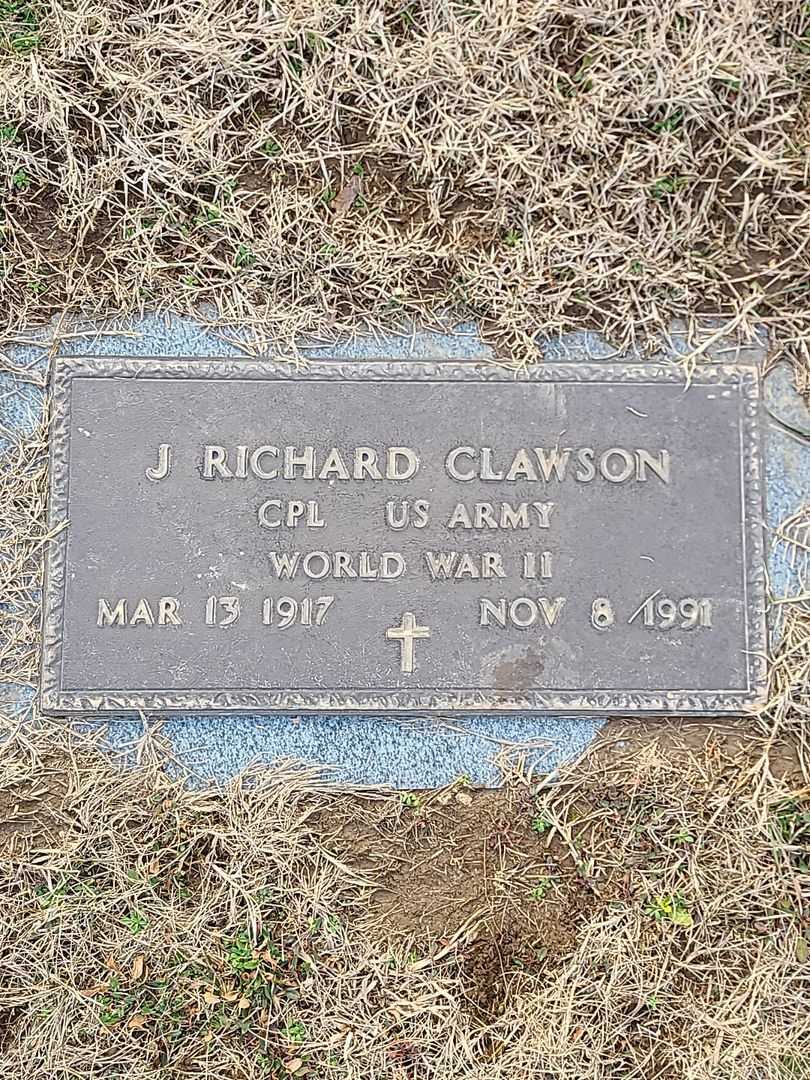 J RICHARD CLAWSON
CPL US ARMY
WORLD WAR II
MAR 13 1917 NOV 8 1991